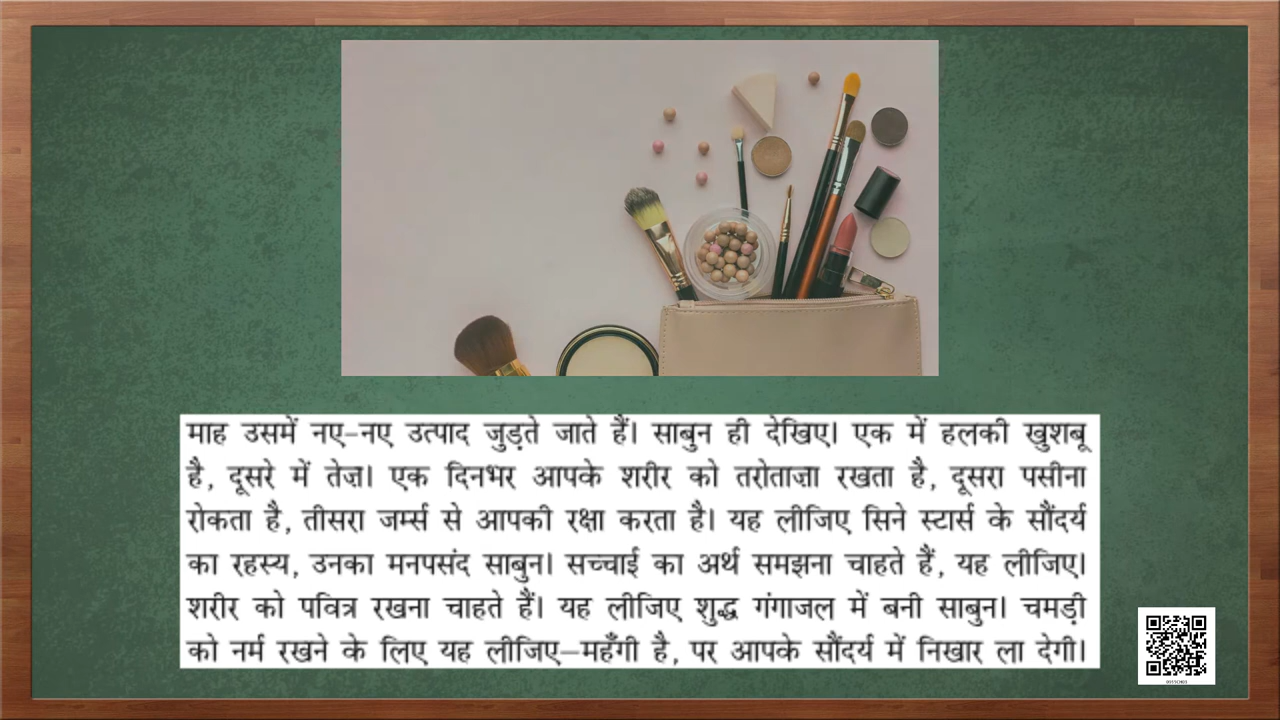 माह उसमें नए–नए उत्पाद जुड़ते जाते हैं। साबुन ही देखिए। एक में हलकी खुशबू
है, दूसरे में तेज़। एक दिनभर आपके शरीर को तरोताज़ा रखता है, दूसरा पसीना
रोकता है, तीसरा जर्म्स से आपकी रक्षा करता है। यह लीजिए सिने स्टार्स के सौंदर्य
का रहस्य, उनका मनपसंद साबुन। सच्चाई का अर्थ समझना चाहते हैं, यह लीजिए।
शरीर को पवित्र रखना चाहते हैं। यह लीजिए शुद्ध गंगाजल में बनी साबुन। चमड़ी
को नर्म रखने के लिए यह लीजिए–महँगी है, पर आपके सौंदर्य में निखार ला देगी।